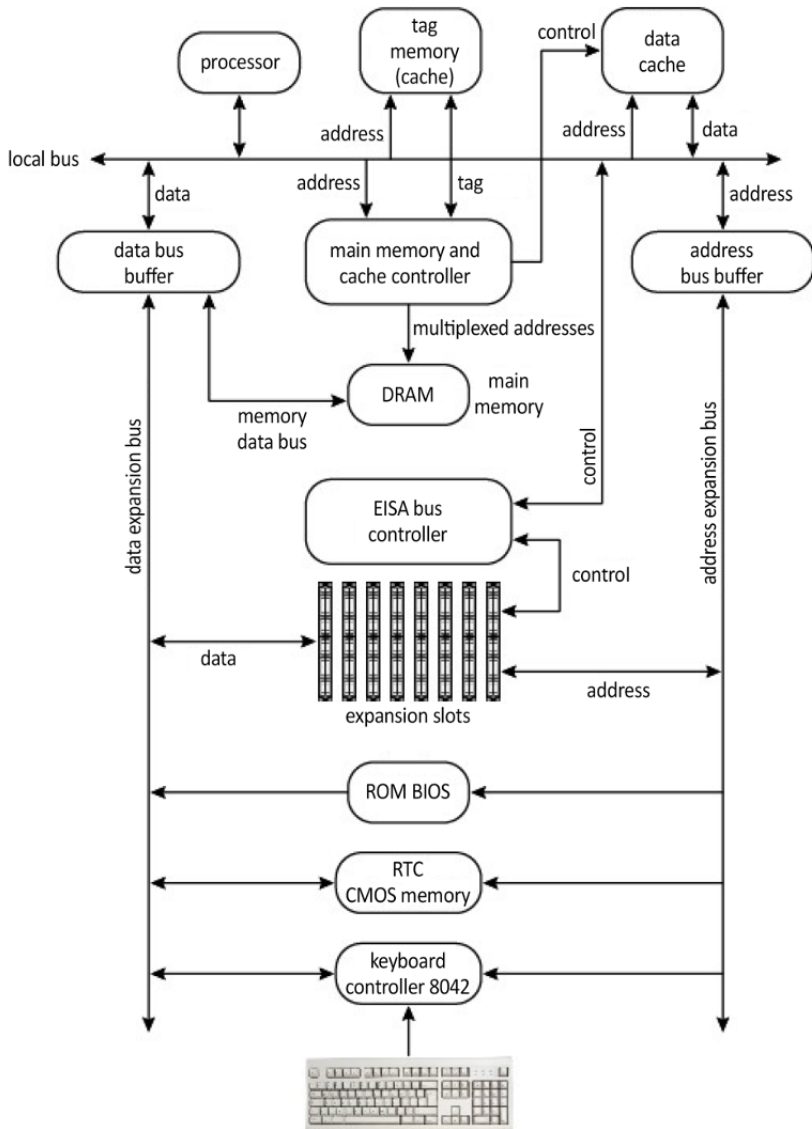 processor
tag
memory
(cache)
control
data
cache
address
address
data
local bus
data
address
tag
address
data bus
buffer
main memory and
cache controller
address
bus buffer
multiplexed addresses
DRAM
main
memory
memory
data bus
data expansion bus
control
address expansion bus
EISA bus
controller
control
data
address
expansion slots
ROM BIOS
RTC
CMOS memory
keyboard
controller 8042